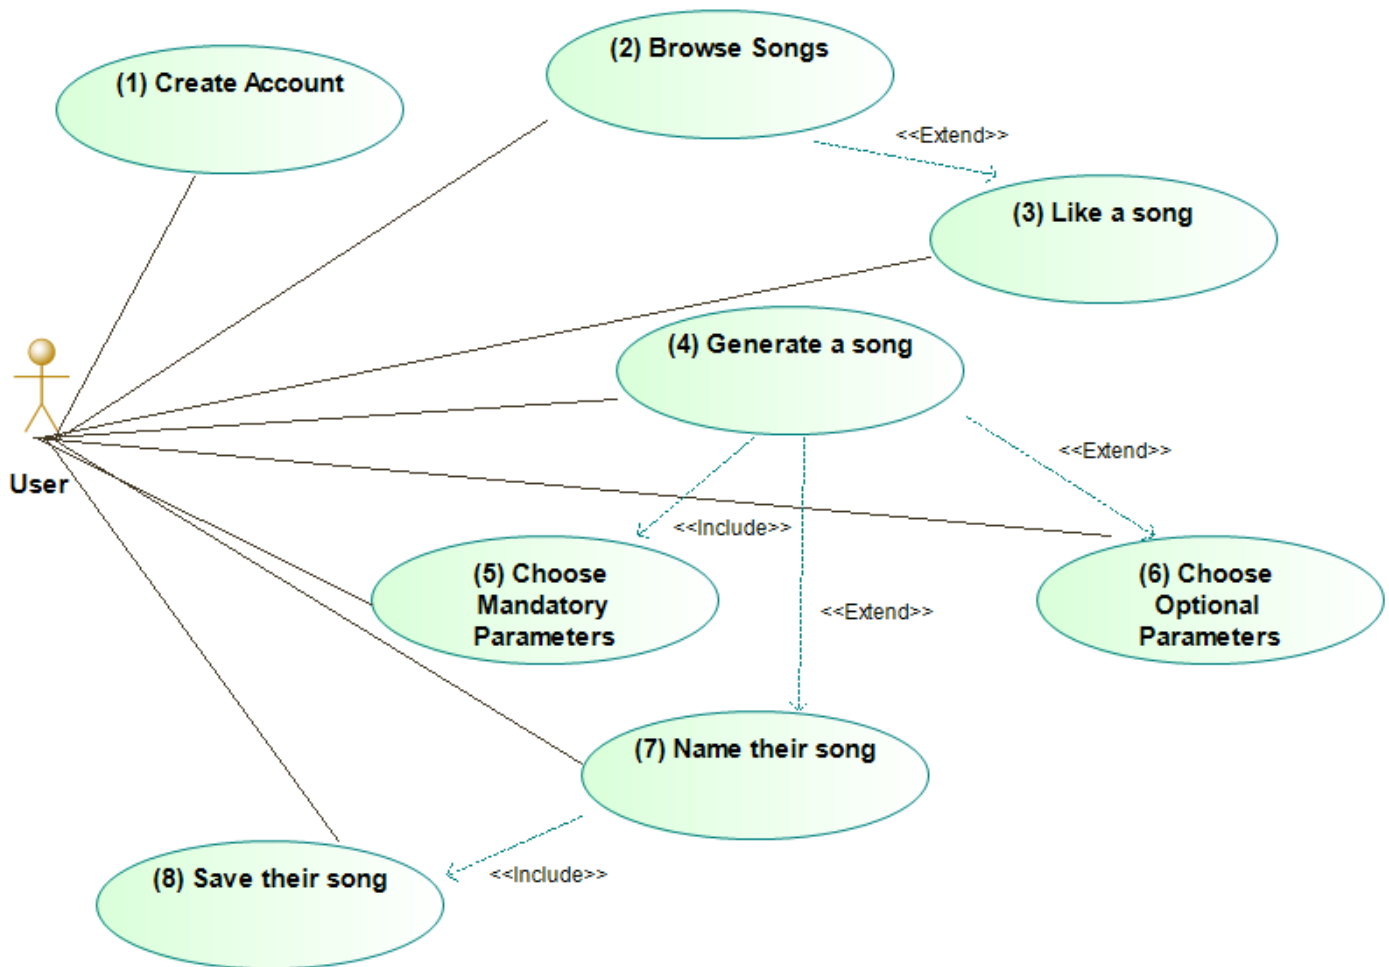 (1) Create Account
(2) Browse Songs
<<Extend>>
(3) Like a song
(4) Generate a song
User
<<Extend>>
<<Include>>
(5) Choose
Mandatory
Parameters
(6) Choose
Optional
Parameters
<<Extend>>
(7) Name their song
(8) Save their song
<<Include>>